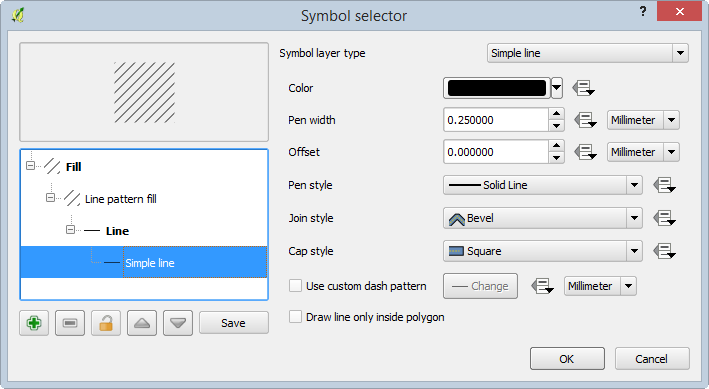 Symbol selector
?
Symbol layer type
Simple line
Color
Pen width
0.250000
Millimeter
Offset
0.000000
Millimeter
Pen style
Solid Line
Join style
Bevel
Cap style
Square
Use custom dash pattern
Change
Millimeter
Draw line only inside polygon
Fill
Line pattern fill
Line
Simple line
Save
OK
Cancel